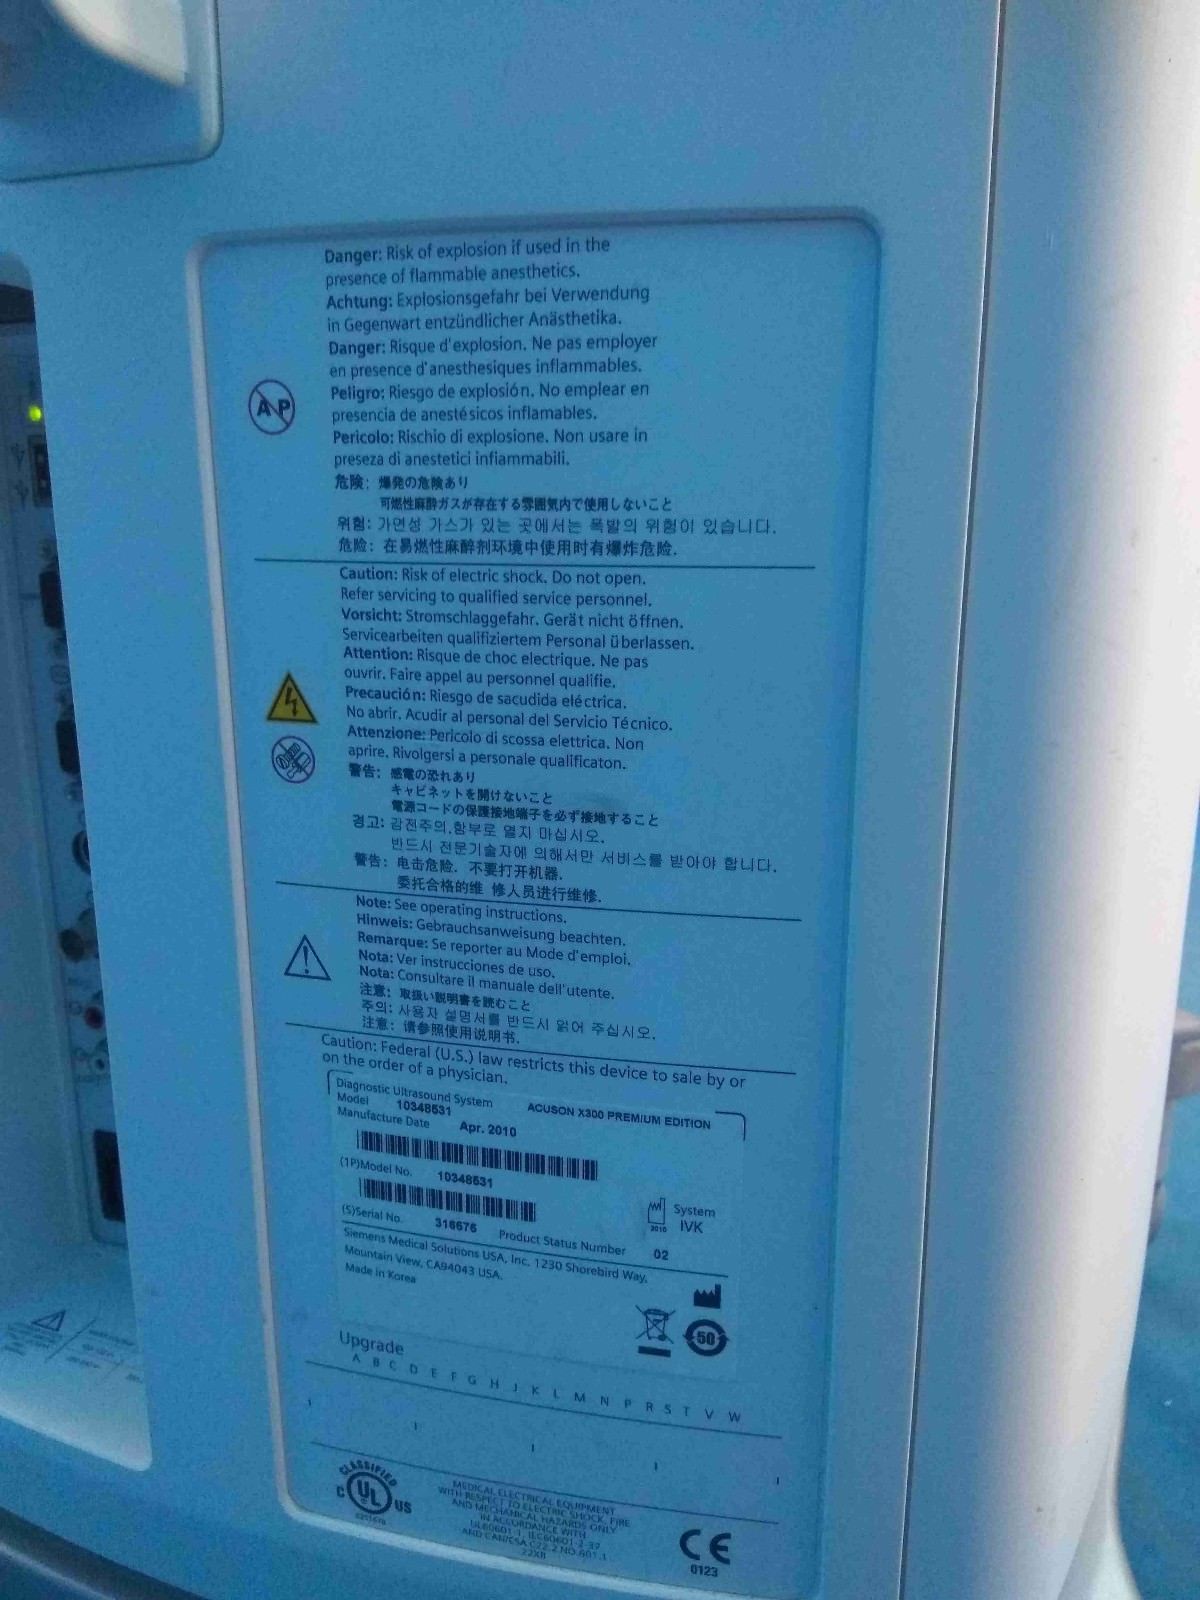 Danger: Risk of explosion if used in the
presence of flammable anesthetics.
Achtung: Explosionsgefahr bei Verwendung
in Gegenwart entzündlicher Anästhetika.
Danger: Risque d'explosion. Ne pas employer
en presence d'anesthesiques inflammables.
Peligro: Riesgo de explosión. No emplear en
presencia de anestésicos inflamables.
AP
Pericolo: Rischio di explosione. Non usare in
preseza di anestetici infiammabili.
危険: 爆発の危険あり
可燃性麻酔ガスが存在する雰囲気内で使用しないこと
위험: 가연성 가스가 있는 곳에서는 폭발의 위험이 있습니다.
危险: 在易燃性麻醉剂环境中使用时有爆炸危险.
Caution: Risk of electric shock. Do not open.
Refer servicing to qualified service personnel.
Vorsicht: Stromschlaggefahr. Gerät nicht öffnen.
Servicearbeiten qualifiziertem Personal überlassen.
Attention: Risque de choc electrique. Ne pas
ouvrir. Faire appel au personnel qualifie.
Precaución: Riesgo de sacudida eléctrica.
No abrir. Acudir al personal del Servicio Técnico.
Attenzione: Pericolo di scossa elettrica. Non
aprire. Rivolgersi a personale qualificaton.
警告: 感電の恐れあり
キャビネットを開けないこと
電源コードの保護接地端子を必ず接地すること
경고: 감전주의.함부로 열지 마십시오.
반드시 전문기술자에 의해서만 서비스를 받아야 합니다.
警告: 电击危险. 不要打开机器.
委托合格的维 修人员进行维修.
Note: See operating instructions.
Hinweis: Gebrauchsanweisung beachten.
Remarque: Se reporter au Mode d'emploi.
Nota: Ver instrucciones de uso.
Nota: Consultare il manuale dell'utente.
注意: 取扱い説明書を読むこと
주의: 사용자 설명서를 반드시 읽어 주십시오.
注意: 请参照使用说明书.
Caution: Federal (U.S.) law restricts this device to sale by or
on the order of a physician.
Diagnostic Ultrasound System ACUSON X300 PREMIUM EDITION
Model 10348531
Manufacture Date Apr. 2010
(1P)Model No. 10348531
(S)Serial No. 316676
2010 System IVK
Product Status Number 02
Siemens Medical Solutions USA, Inc. 1230 Shorebird Way,
Mountain View, CA94043 USA.
Made in Korea
50
Upgrade
A B C D E F G H J K L M N P R S T V W
CLASSIFIED
C UL US
MEDICAL ELECTRICAL EQUIPMENT
WITH RESPECT TO ELECTRIC SHOCK, FIRE
AND MECHANICAL HAZARDS ONLY
IN ACCORDANCE WITH
UL60601-1, IEC60601-2-37
AND CAN/CSA C22.2 NO.601.1
22XB
CE
0123